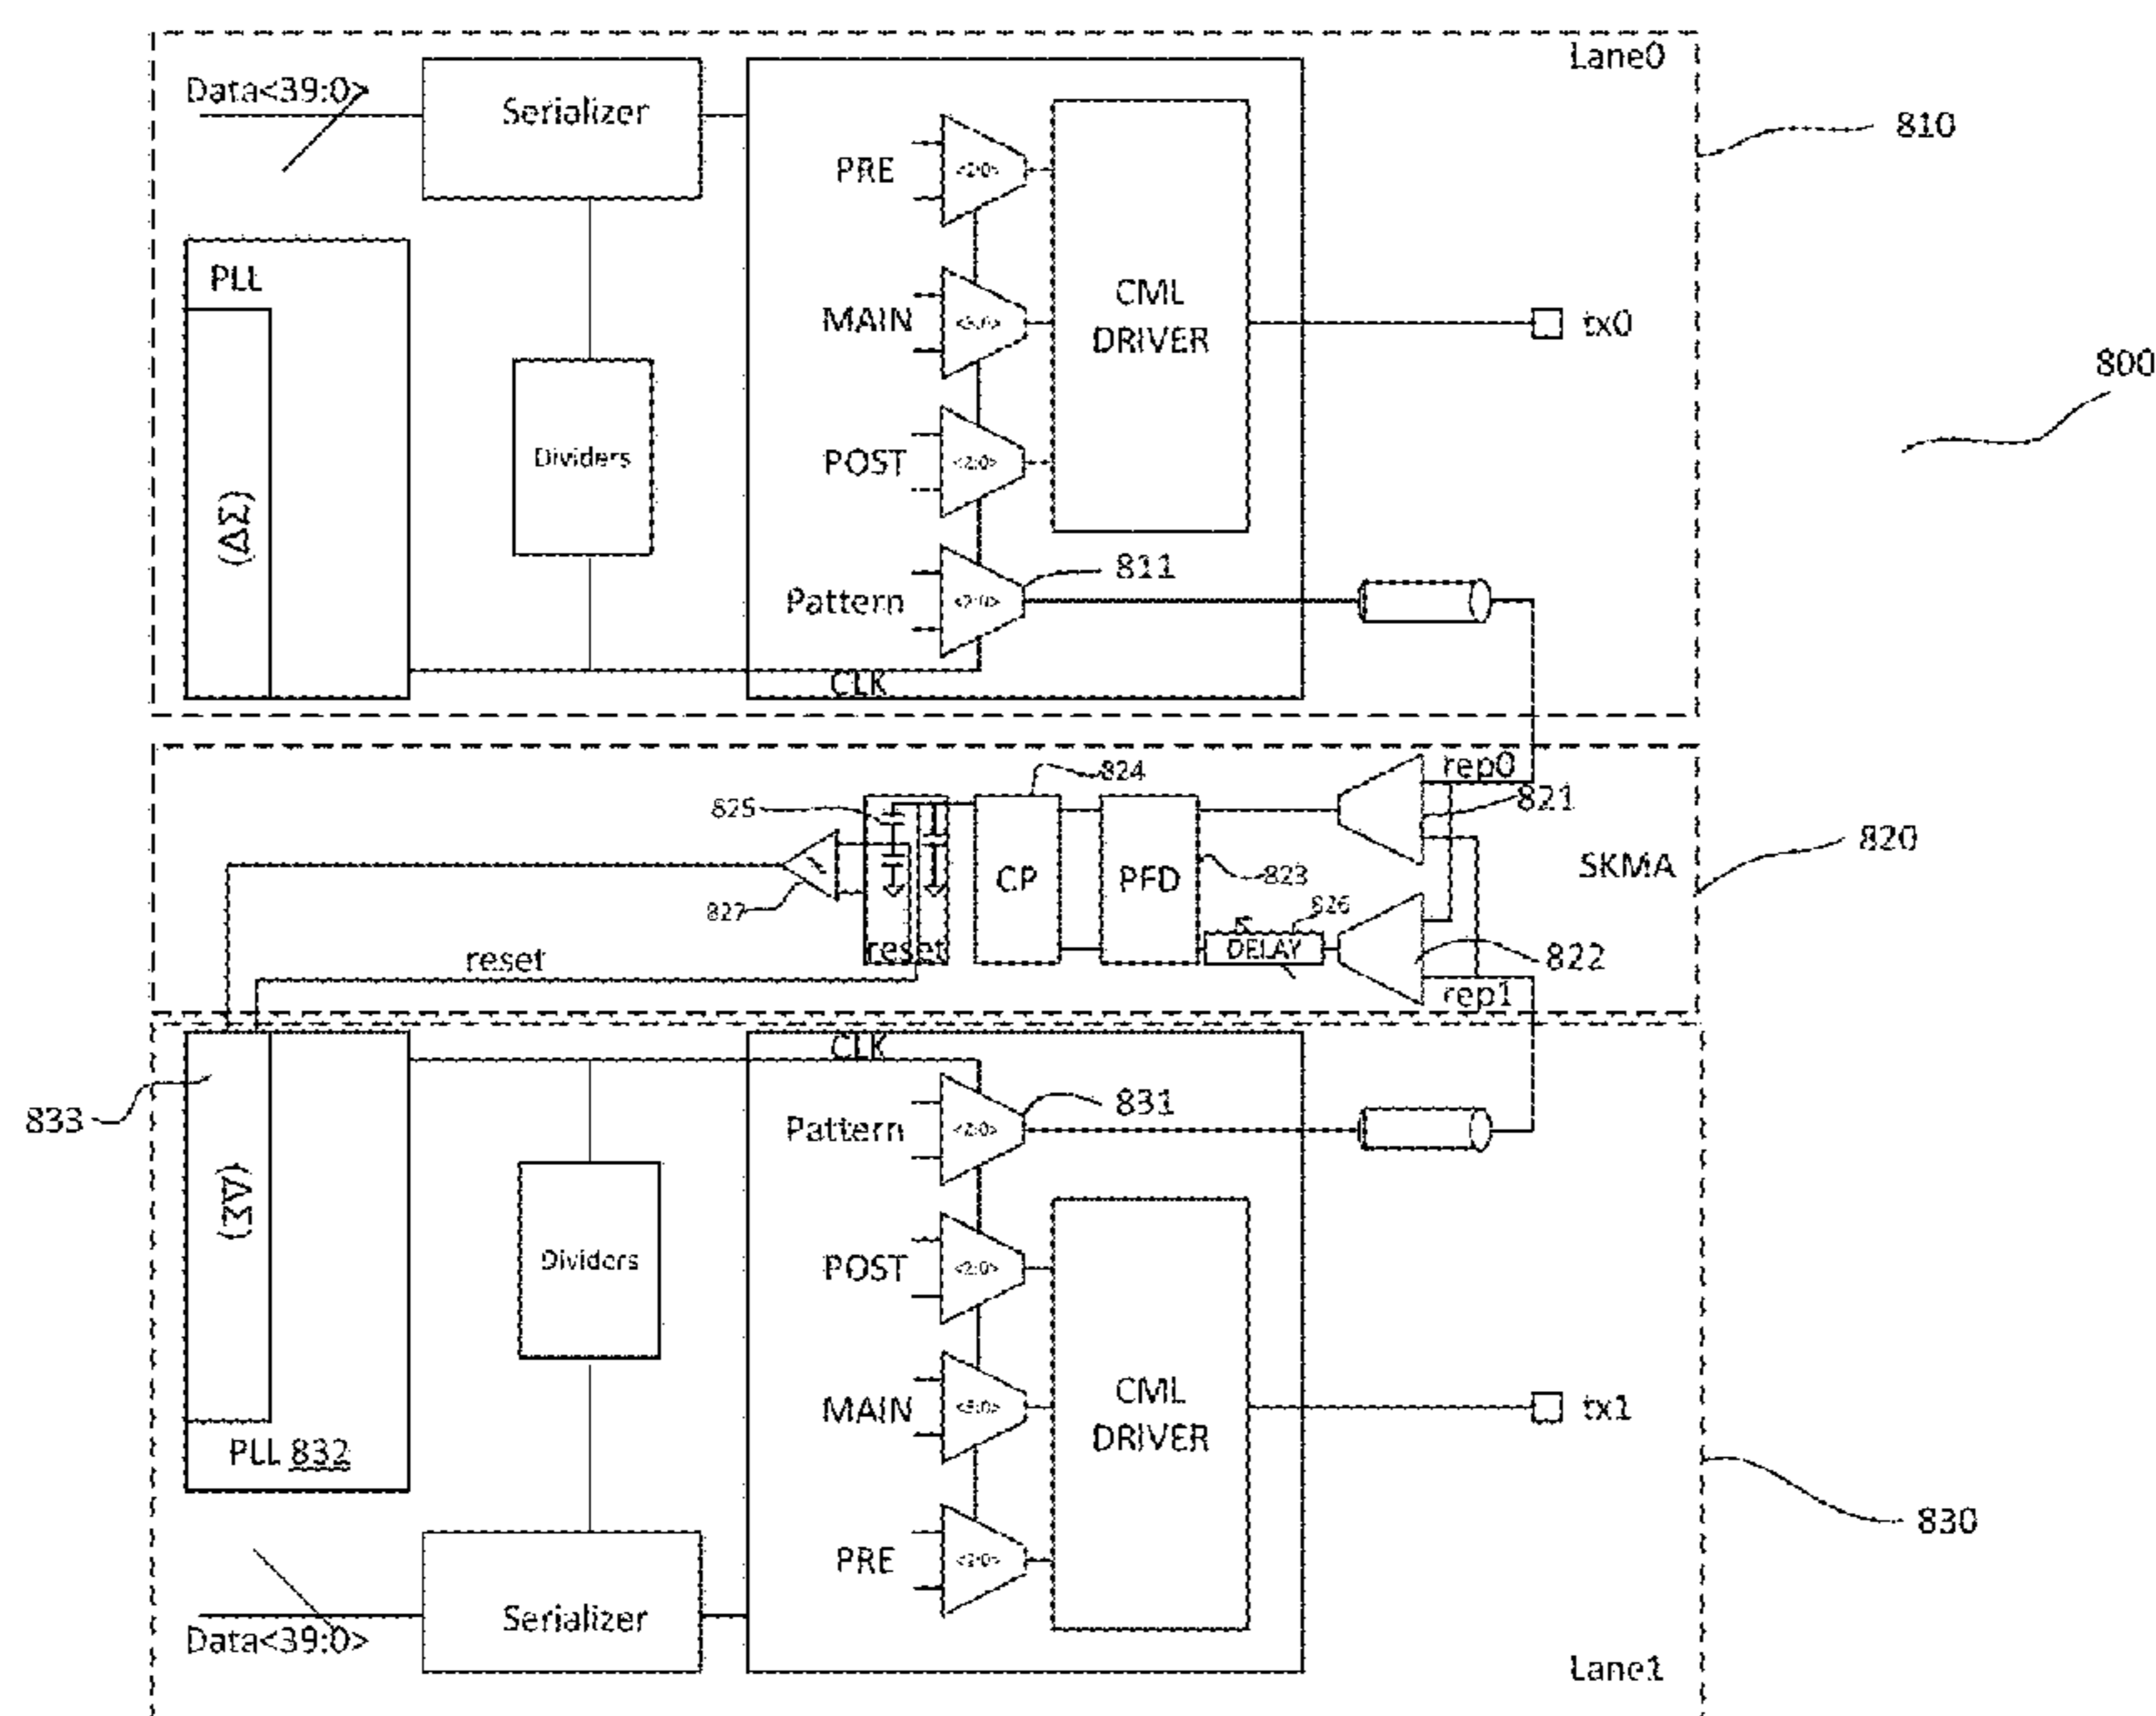 Lane0
Data<39:0>
Serializer
810
PRE
<2:0>
PLL
MAIN
CML
DRIVER
tx0
800
(ΔΣ)
Dividers
POST
<2:0>
811
Pattern
<2:0>
CLK
rep0
824
825
821
820
SKMA
CP
PFD
823
827
826
reset
DELAY
822
reset
rep1
CLK
833
831
Pattern
<2:0>
(ΔΣ)
POST
<2:0>
Dividers
CML
DRIVER
MAIN
tx1
PLL 832
830
PRE
<2:0>
Serializer
Data<39:0>
Lane1